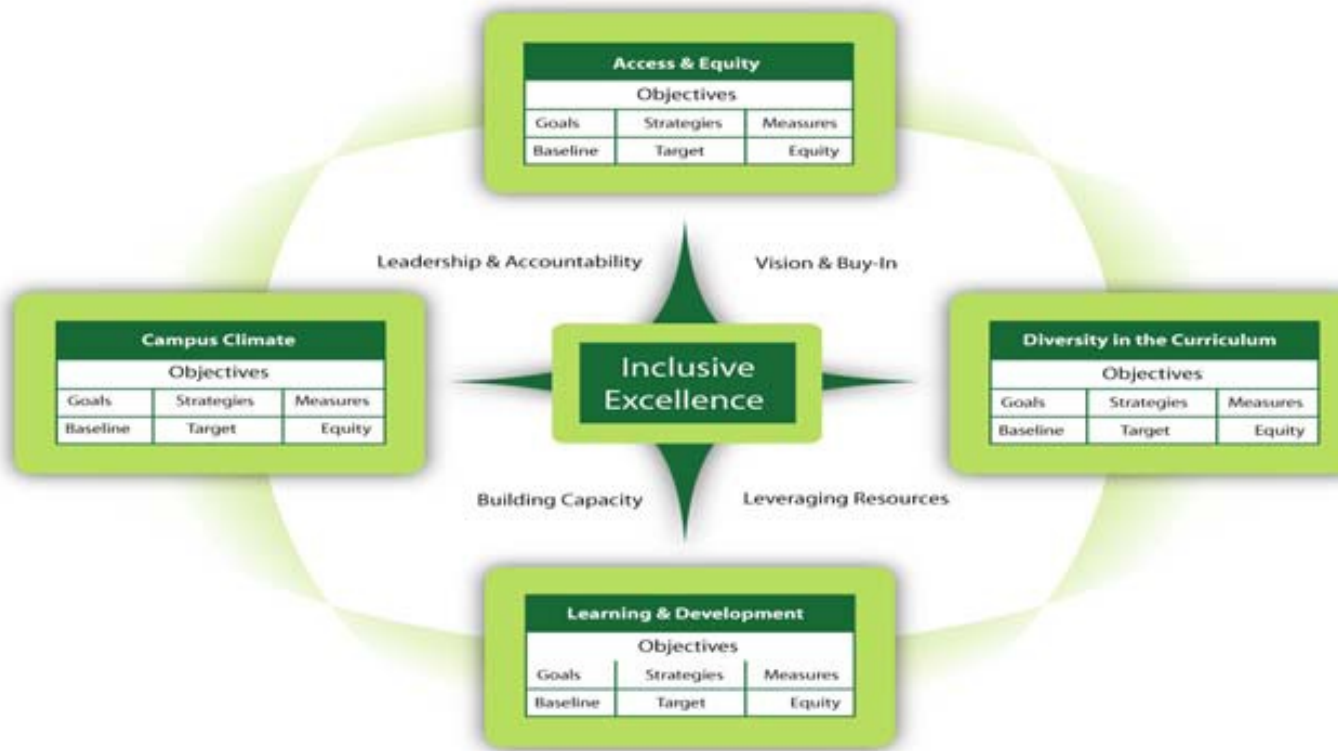 Access & Equity
Objectives
Goals Strategies Measures
Baseline Target Equity
Leadership & Accountability
Vision & Buy-In
Campus Climate
Objectives
Goals Strategies Measures
Baseline Target Equity
Inclusive
Excellence
Diversity in the Curriculum
Objectives
Goals Strategies Measures
Baseline Target Equity
Building Capacity
Leveraging Resources
Learning & Development
Objectives
Goals Strategies Measures
Baseline Target Equity